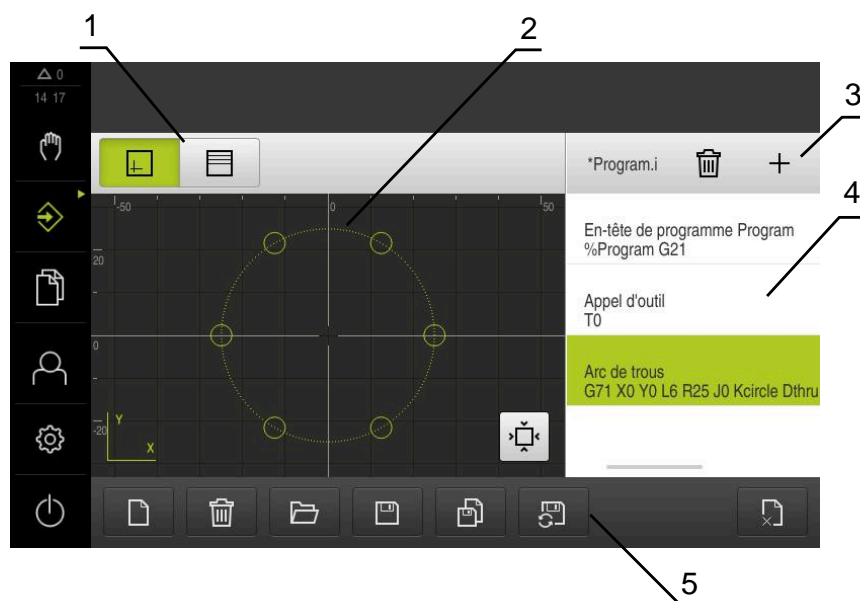 1
2
3
4
5
0
14 17
*Program.i
-50
0
50
20
0
-20
Y
X
En-tête de programme Program
%Program G21
Appel d'outil
T0
Arc de trous
G71 X0 Y0 L6 R25 J0 Kcircle Dthru